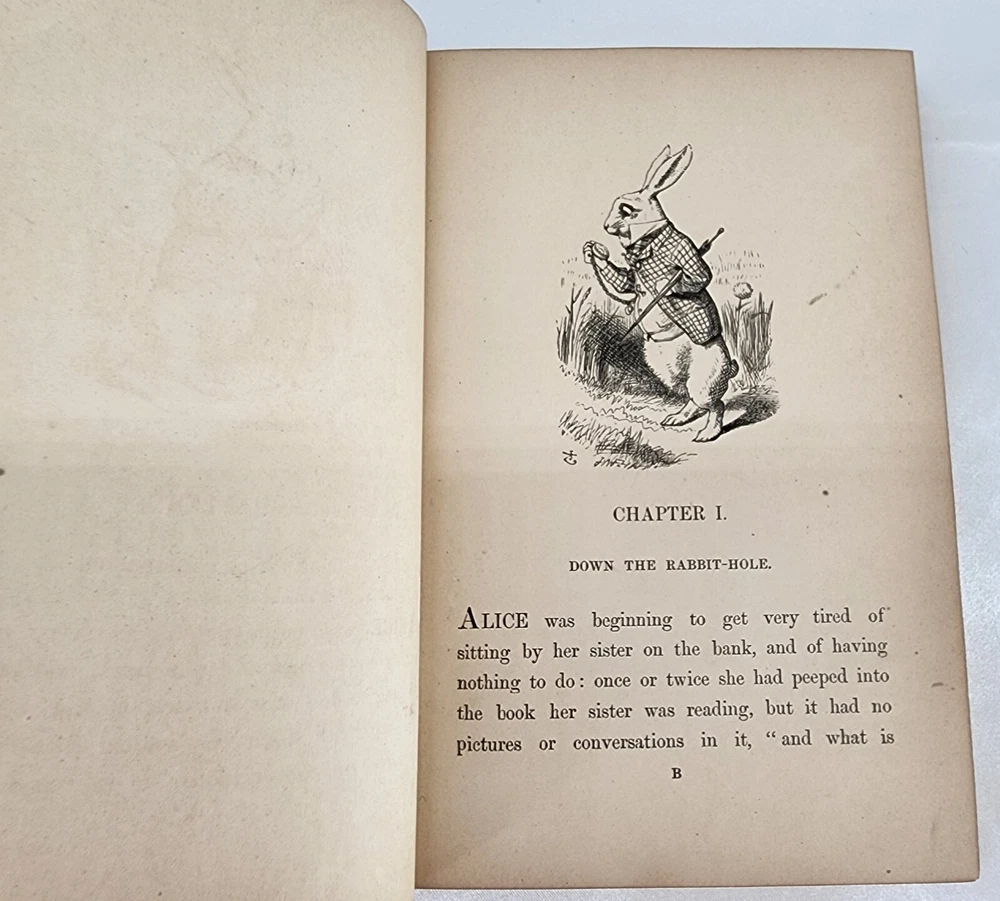 CHAPTER I.
DOWN THE RABBIT-HOLE.
ALICE was beginning to get very tired of
sitting by her sister on the bank, and of having
nothing to do: once or twice she had peeped into
the book her sister was reading, but it had no
pictures or conversations in it, “and what is
B